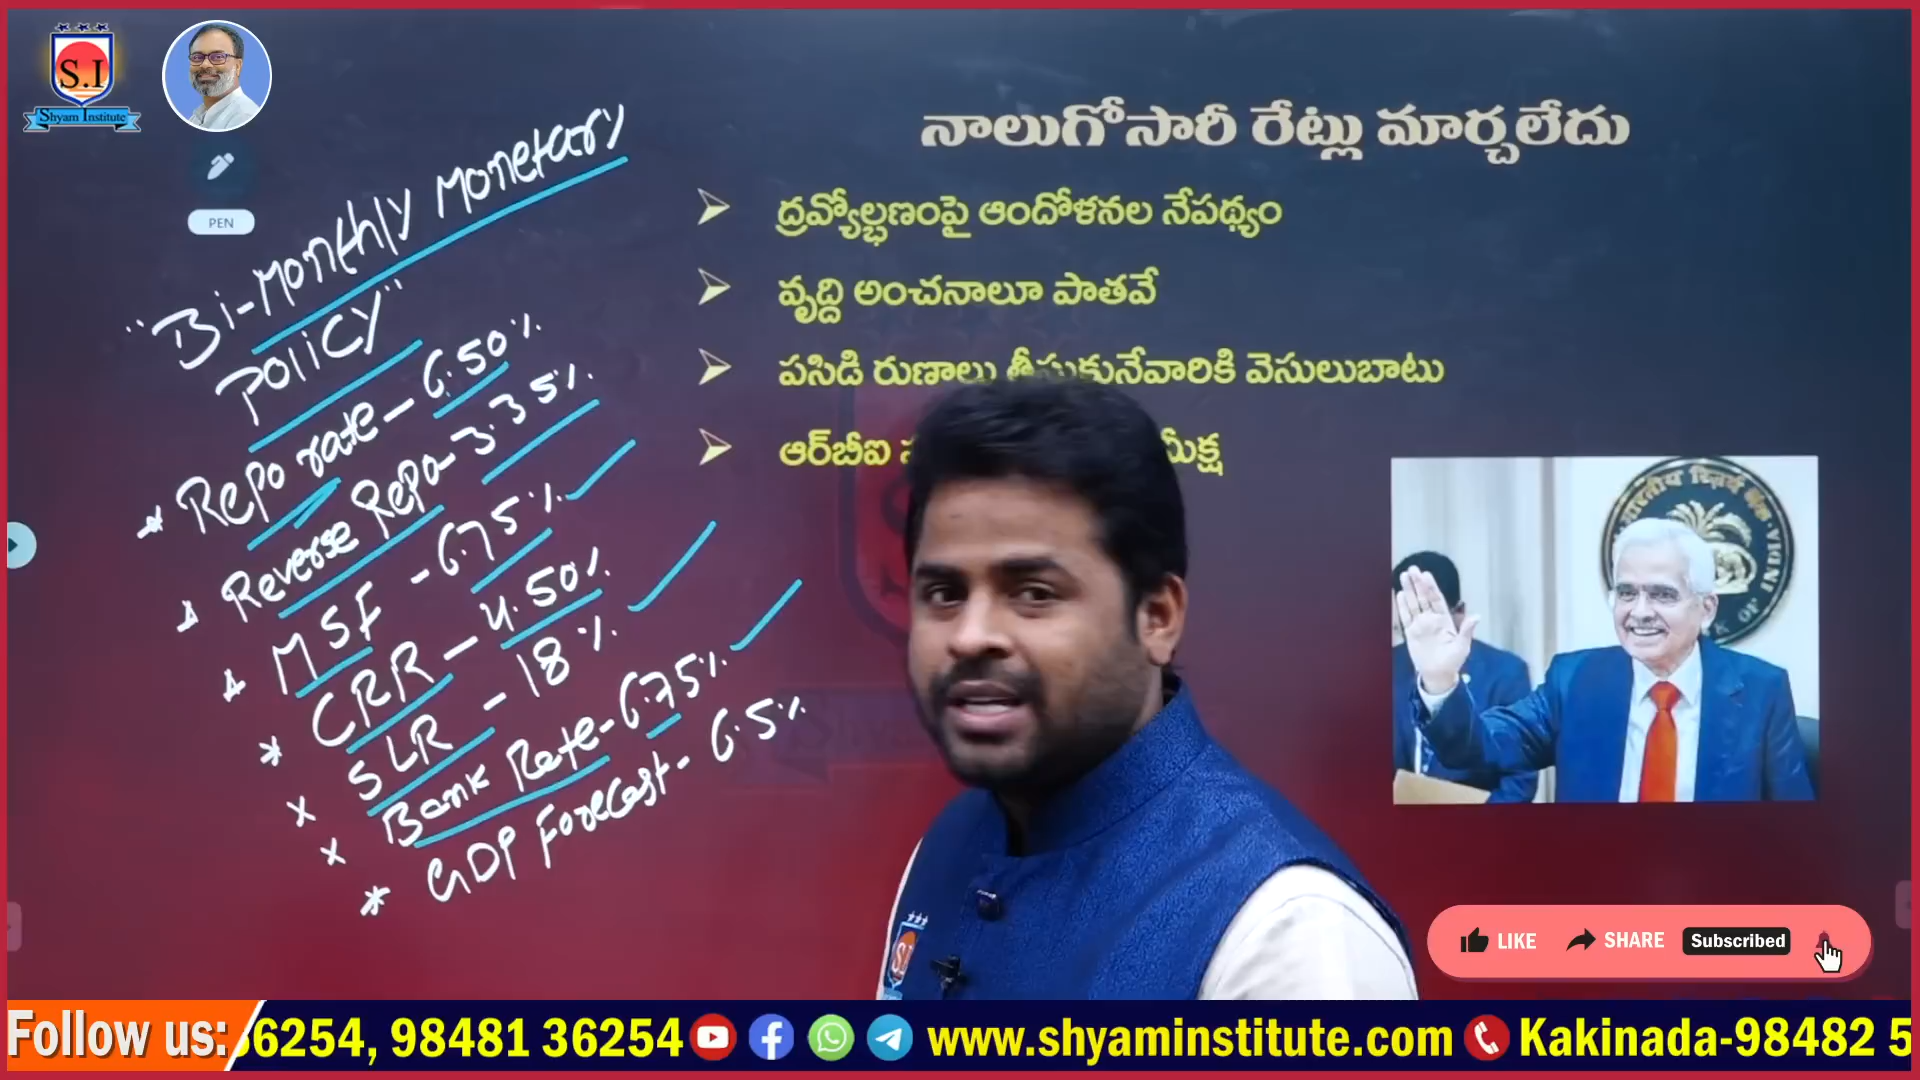 S.I
Shyam Institute
PEN
"Bi-Monthly Monetary
Policy"
* Repo rate - 6.50%
Reverse Repo - 3.35%
MSF - 6.75%
* CRR - 4.50%
x SLR - 18%
x Bank Rate - 6.75%
* GDP Forecast - 6.5%
నాలుగోసారీ రేట్లు మార్చలేదు
➢ ద్రవ్యోల్బణంపై ఆందోళనల నేపథ్యం
➢ వృద్ది అంచనాలూ పాతవే
➢ పసిడి రుణాలు తీసుకునేవారికి వెసులుబాటు
➢ ఆర్‌బీఐ
S.I
LIKE SHARE Subscribed
Follow us: 36254, 98481 36254 www.shyaminstitute.com Kakinada-98482 5